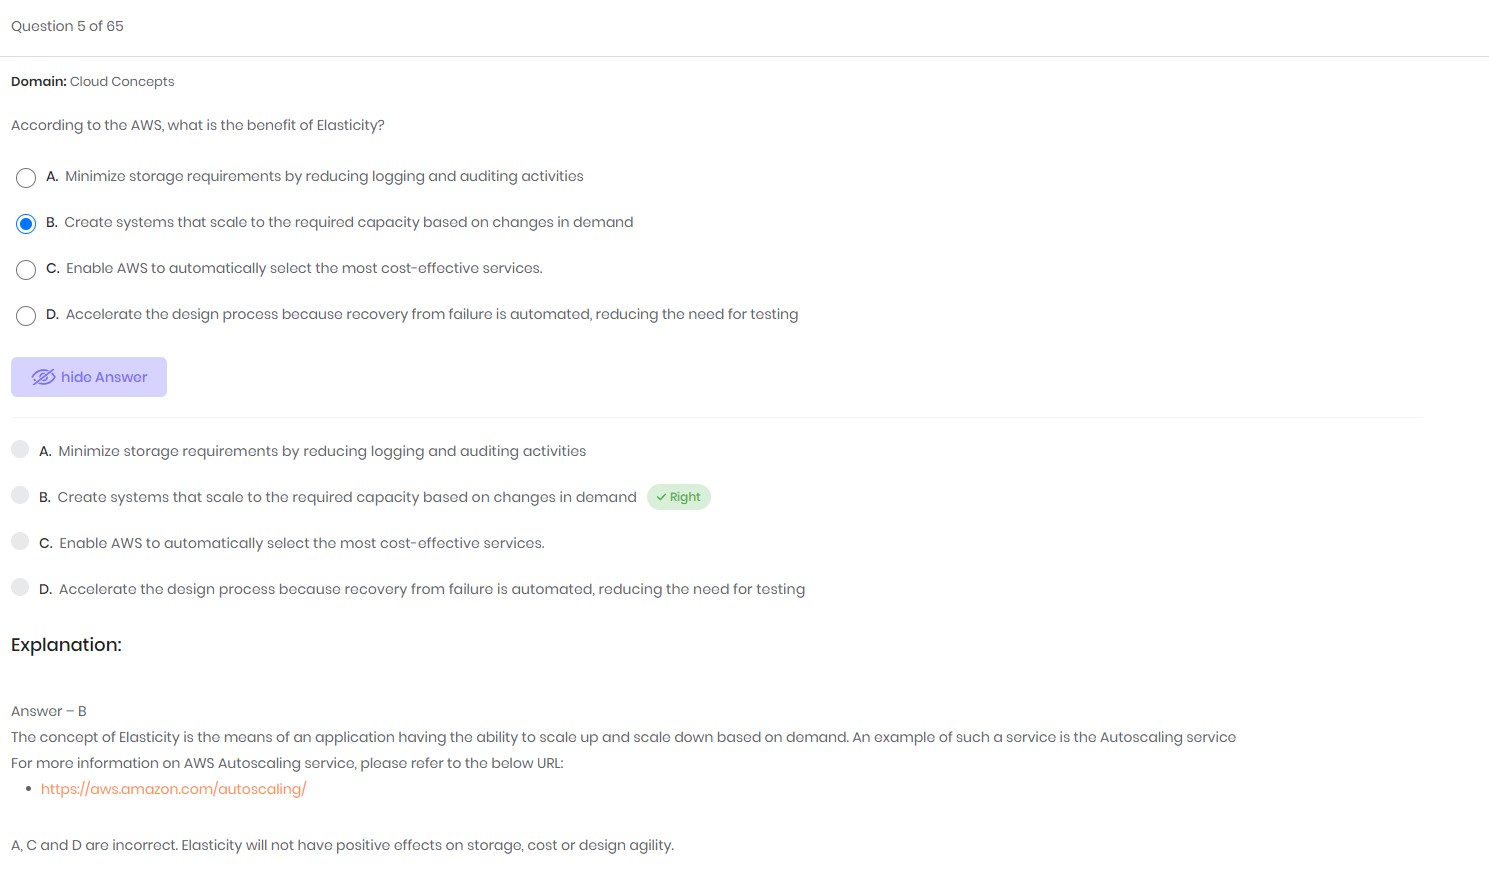 Question 5 of 65
Domain: Cloud Concepts
According to the AWS, what is the benefit of Elasticity?
A. Minimize storage requirements by reducing logging and auditing activities
B. Create systems that scale to the required capacity based on changes in demand
C. Enable AWS to automatically select the most cost-effective services.
D. Accelerate the design process because recovery from failure is automated, reducing the need for testing
hide Answer
A. Minimize storage requirements by reducing logging and auditing activities
B. Create systems that scale to the required capacity based on changes in demand ✓ Right
C. Enable AWS to automatically select the most cost-effective services.
D. Accelerate the design process because recovery from failure is automated, reducing the need for testing
Explanation:
Answer – B
The concept of Elasticity is the means of an application having the ability to scale up and scale down based on demand. An example of such a service is the Autoscaling service
For more information on AWS Autoscaling service, please refer to the below URL:
• https://aws.amazon.com/autoscaling/
A, C and D are incorrect. Elasticity will not have positive effects on storage, cost or design agility.